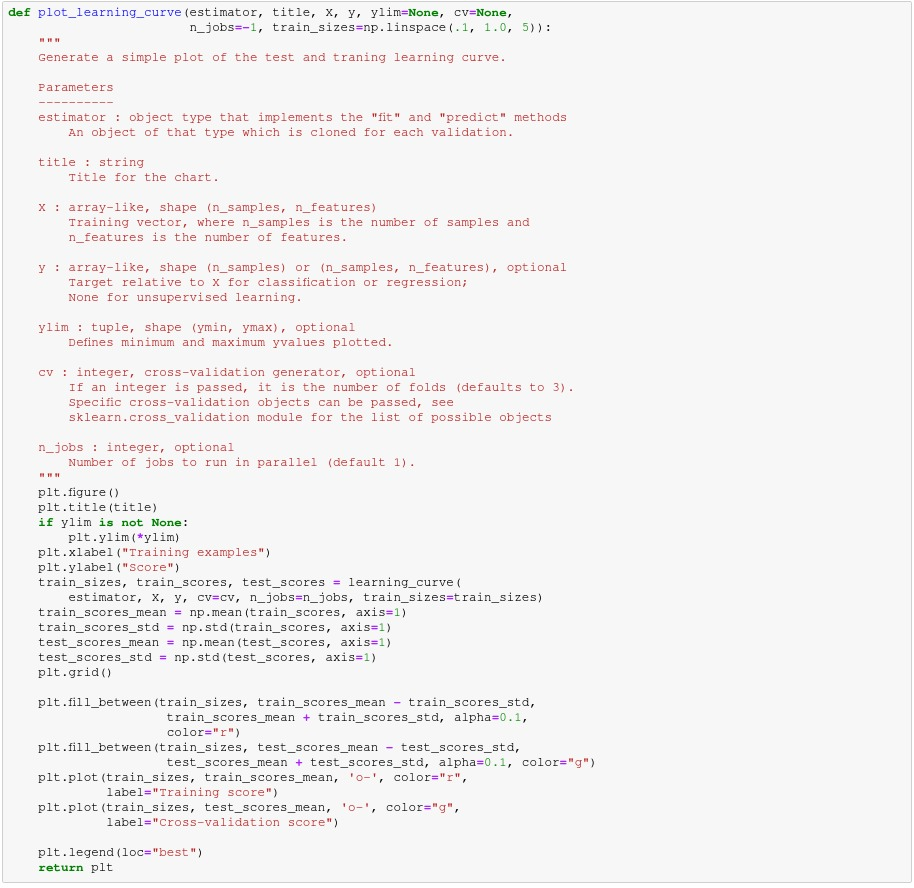 def plot_learning_curve(estimator, title, X, y, ylim=None, cv=None,
                        n_jobs=-1, train_sizes=np.linspace(.1, 1.0, 5)):
    """
    Generate a simple plot of the test and traning learning curve.

    Parameters
    ----------
    estimator : object type that implements the "fit" and "predict" methods
        An object of that type which is cloned for each validation.

    title : string
        Title for the chart.

    X : array-like, shape (n_samples, n_features)
        Training vector, where n_samples is the number of samples and
        n_features is the number of features.

    y : array-like, shape (n_samples) or (n_samples, n_features), optional
        Target relative to X for classification or regression;
        None for unsupervised learning.

    ylim : tuple, shape (ymin, ymax), optional
        Defines minimum and maximum yvalues plotted.

    cv : integer, cross-validation generator, optional
        If an integer is passed, it is the number of folds (defaults to 3).
        Specific cross-validation objects can be passed, see
        sklearn.cross_validation module for the list of possible objects

    n_jobs : integer, optional
        Number of jobs to run in parallel (default 1).
    """
    plt.figure()
    plt.title(title)
    if ylim is not None:
        plt.ylim(*ylim)
    plt.xlabel("Training examples")
    plt.ylabel("Score")
    train_sizes, train_scores, test_scores = learning_curve(
        estimator, X, y, cv=cv, n_jobs=n_jobs, train_sizes=train_sizes)
    train_scores_mean = np.mean(train_scores, axis=1)
    train_scores_std = np.std(train_scores, axis=1)
    test_scores_mean = np.mean(test_scores, axis=1)
    test_scores_std = np.std(test_scores, axis=1)
    plt.grid()

    plt.fill_between(train_sizes, train_scores_mean - train_scores_std,
                     train_scores_mean + train_scores_std, alpha=0.1,
                     color="r")
    plt.fill_between(train_sizes, test_scores_mean - test_scores_std,
                     test_scores_mean + test_scores_std, alpha=0.1, color="g")
    plt.plot(train_sizes, train_scores_mean, 'o-', color="r",
             label="Training score")
    plt.plot(train_sizes, test_scores_mean, 'o-', color="g",
             label="Cross-validation score")

    plt.legend(loc="best")
    return plt